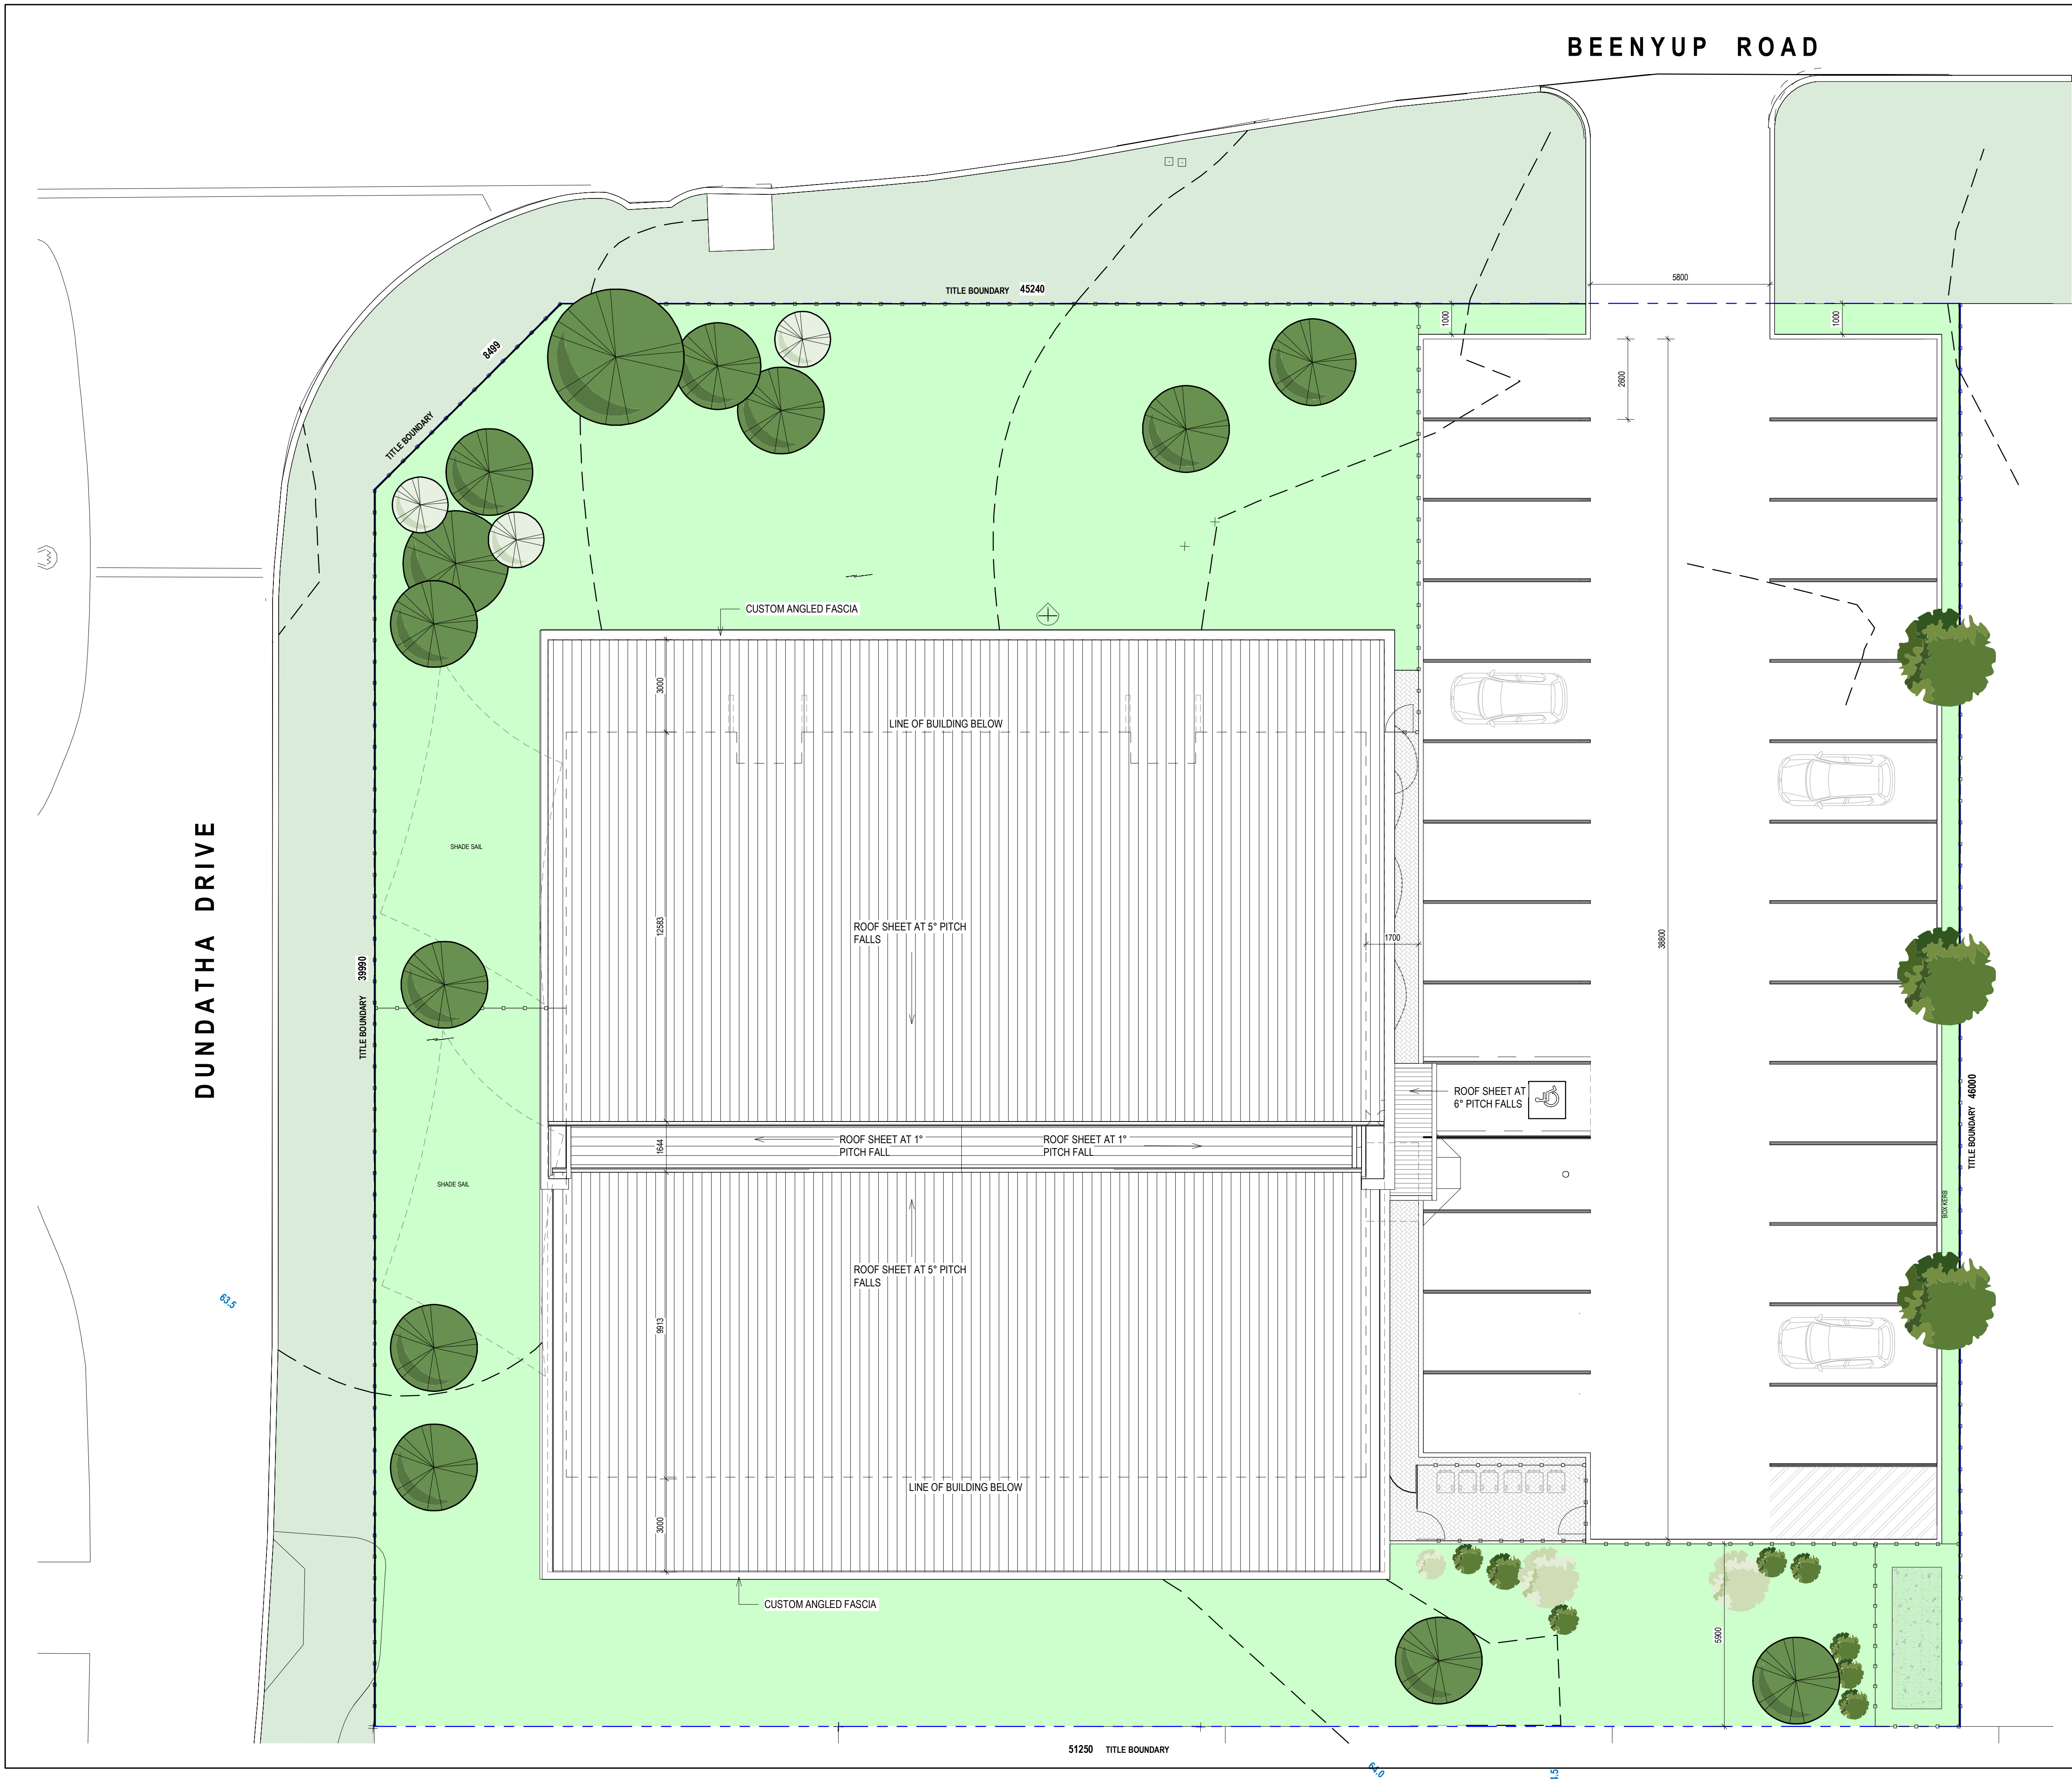 BEENYUP ROAD
5800
TITLE BOUNDARY 45240
1000
1000
8499
2600
TITLE BOUNDARY
CUSTOM ANGLED FASCIA
3000
LINE OF BUILDING BELOW
DUNDATHA DRIVE
SHADE SAIL
12583
ROOF SHEET AT 5° PITCH
FALLS
1700
38800
TITLE BOUNDARY 39990
ROOF SHEET AT
6° PITCH FALLS
TITLE BOUNDARY 46000
1644
ROOF SHEET AT 1°
PITCH FALL
ROOF SHEET AT 1°
PITCH FALL
SHADE SAIL
BOX KERB
ROOF SHEET AT 5° PITCH
FALLS
63.5
9913
LINE OF BUILDING BELOW
3000
CUSTOM ANGLED FASCIA
5900
51250 TITLE BOUNDARY
64.0